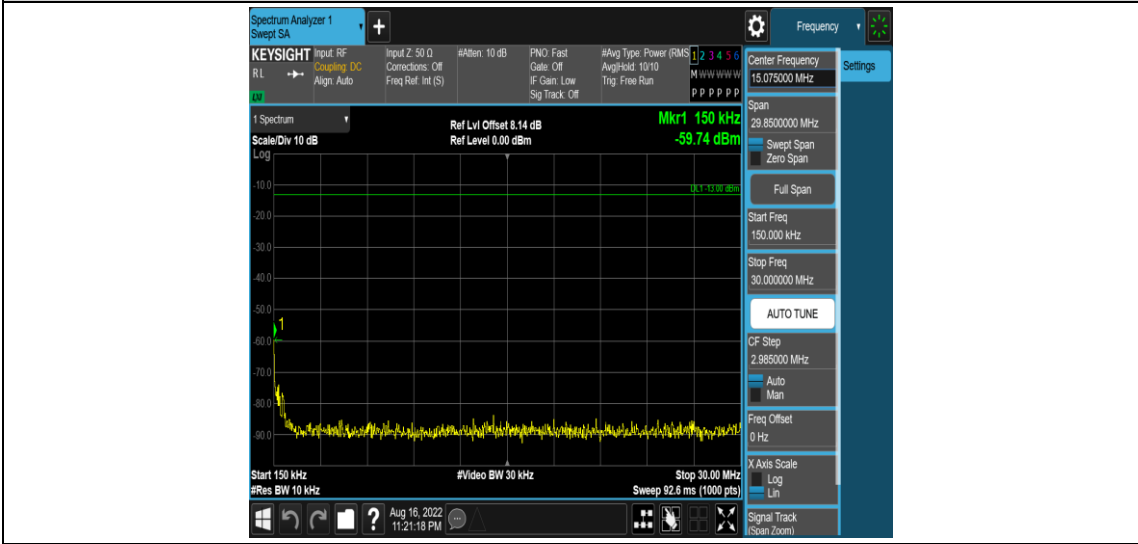 Spectrum Analyzer 1
Swept SA
+
Frequency
KEYSIGHT
Input: RF
Coupling: DC
Align: Auto
Input Z: 50 Ω
Corrections: Off
Freq Ref: Int (S)
#Atten: 10 dB
PNO: Fast
Gate: Off
IF Gain: Low
Sig Track: Off
#Avg Type: Power (RMS
Avg|Hold: 10/10
Trig: Free Run
1 2 3 4 5 6
M W W W W W
P P P P P P
R L
Center Frequency
15.075000 MHz
Settings
Span
29.8500000 MHz
Swept Span
Zero Span
Full Span
Start Freq
150.000 kHz
Stop Freq
30.000000 MHz
AUTO TUNE
CF Step
2.985000 MHz
Auto
Man
Freq Offset
0 Hz
X Axis Scale
Log
Lin
Signal Track
(Span Zoom)
1 Spectrum
Scale/Div 10 dB
Ref Lvl Offset 8.14 dB
Ref Level 0.00 dBm
Mkr1 150 kHz
-59.74 dBm
Log
DL1 -13.00 dBm
-10.0
-20.0
-30.0
-40.0
-50.0
1
-60.0
-70.0
-80.0
-90.0
Start 150 kHz
#Video BW 30 kHz
Stop 30.00 MHz
#Res BW 10 kHz
Sweep 92.6 ms (1000 pts)
?
Aug 16, 2022
11:21:18 PM